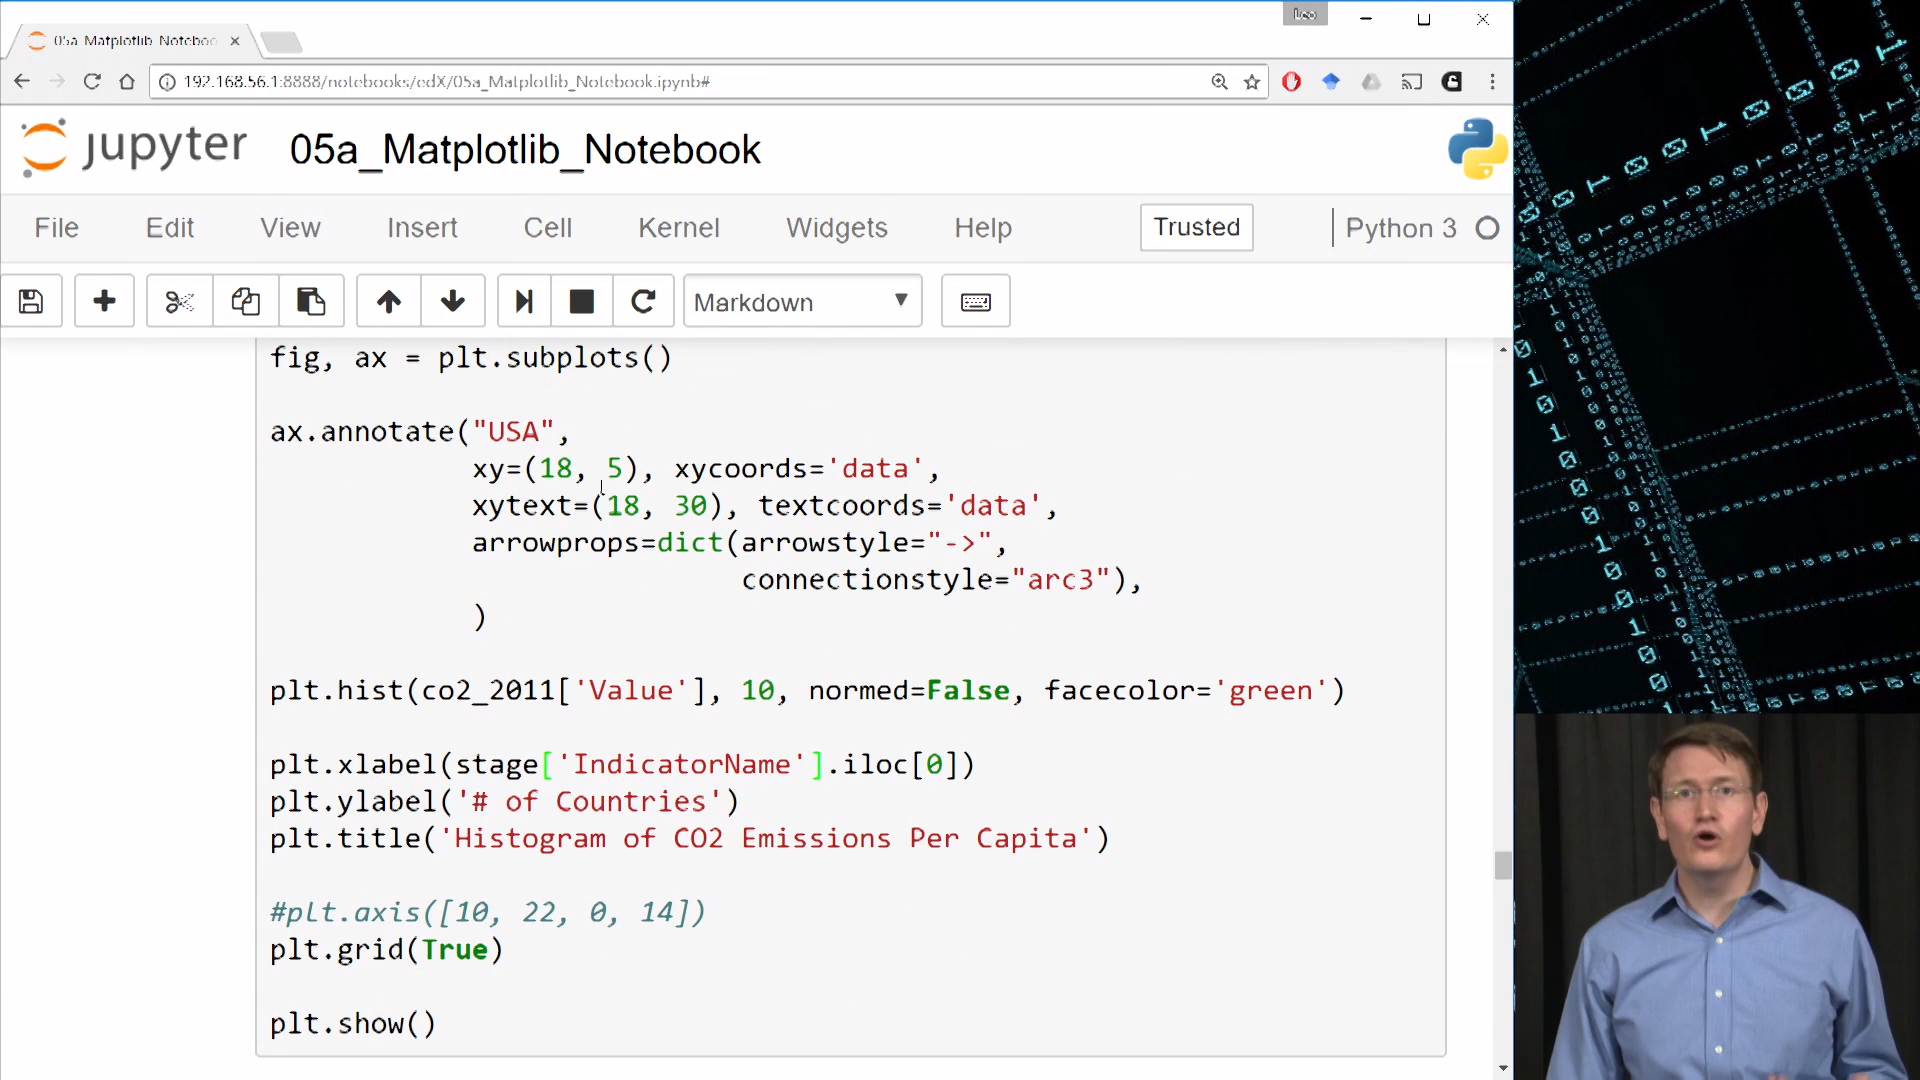 Leo
05a_Matplotlib_Noteboo
192.168.56.1:8888/notebooks/edX/05a_Matplotlib_Notebook.ipynb#
jupyter 05a_Matplotlib_Notebook
File Edit View Insert Cell Kernel Widgets Help Trusted Python 3
Markdown
fig, ax = plt.subplots()
ax.annotate("USA",
xy=(18, 5), xycoords='data',
xytext=(18, 30), textcoords='data',
arrowprops=dict(arrowstyle="->",
connectionstyle="arc3"),
)
plt.hist(co2_2011['Value'], 10, normed=False, facecolor='green')
plt.xlabel(stage['IndicatorName'].iloc[0])
plt.ylabel('# of Countries')
plt.title('Histogram of CO2 Emissions Per Capita')
#plt.axis([10, 22, 0, 14])
plt.grid(True)
plt.show()